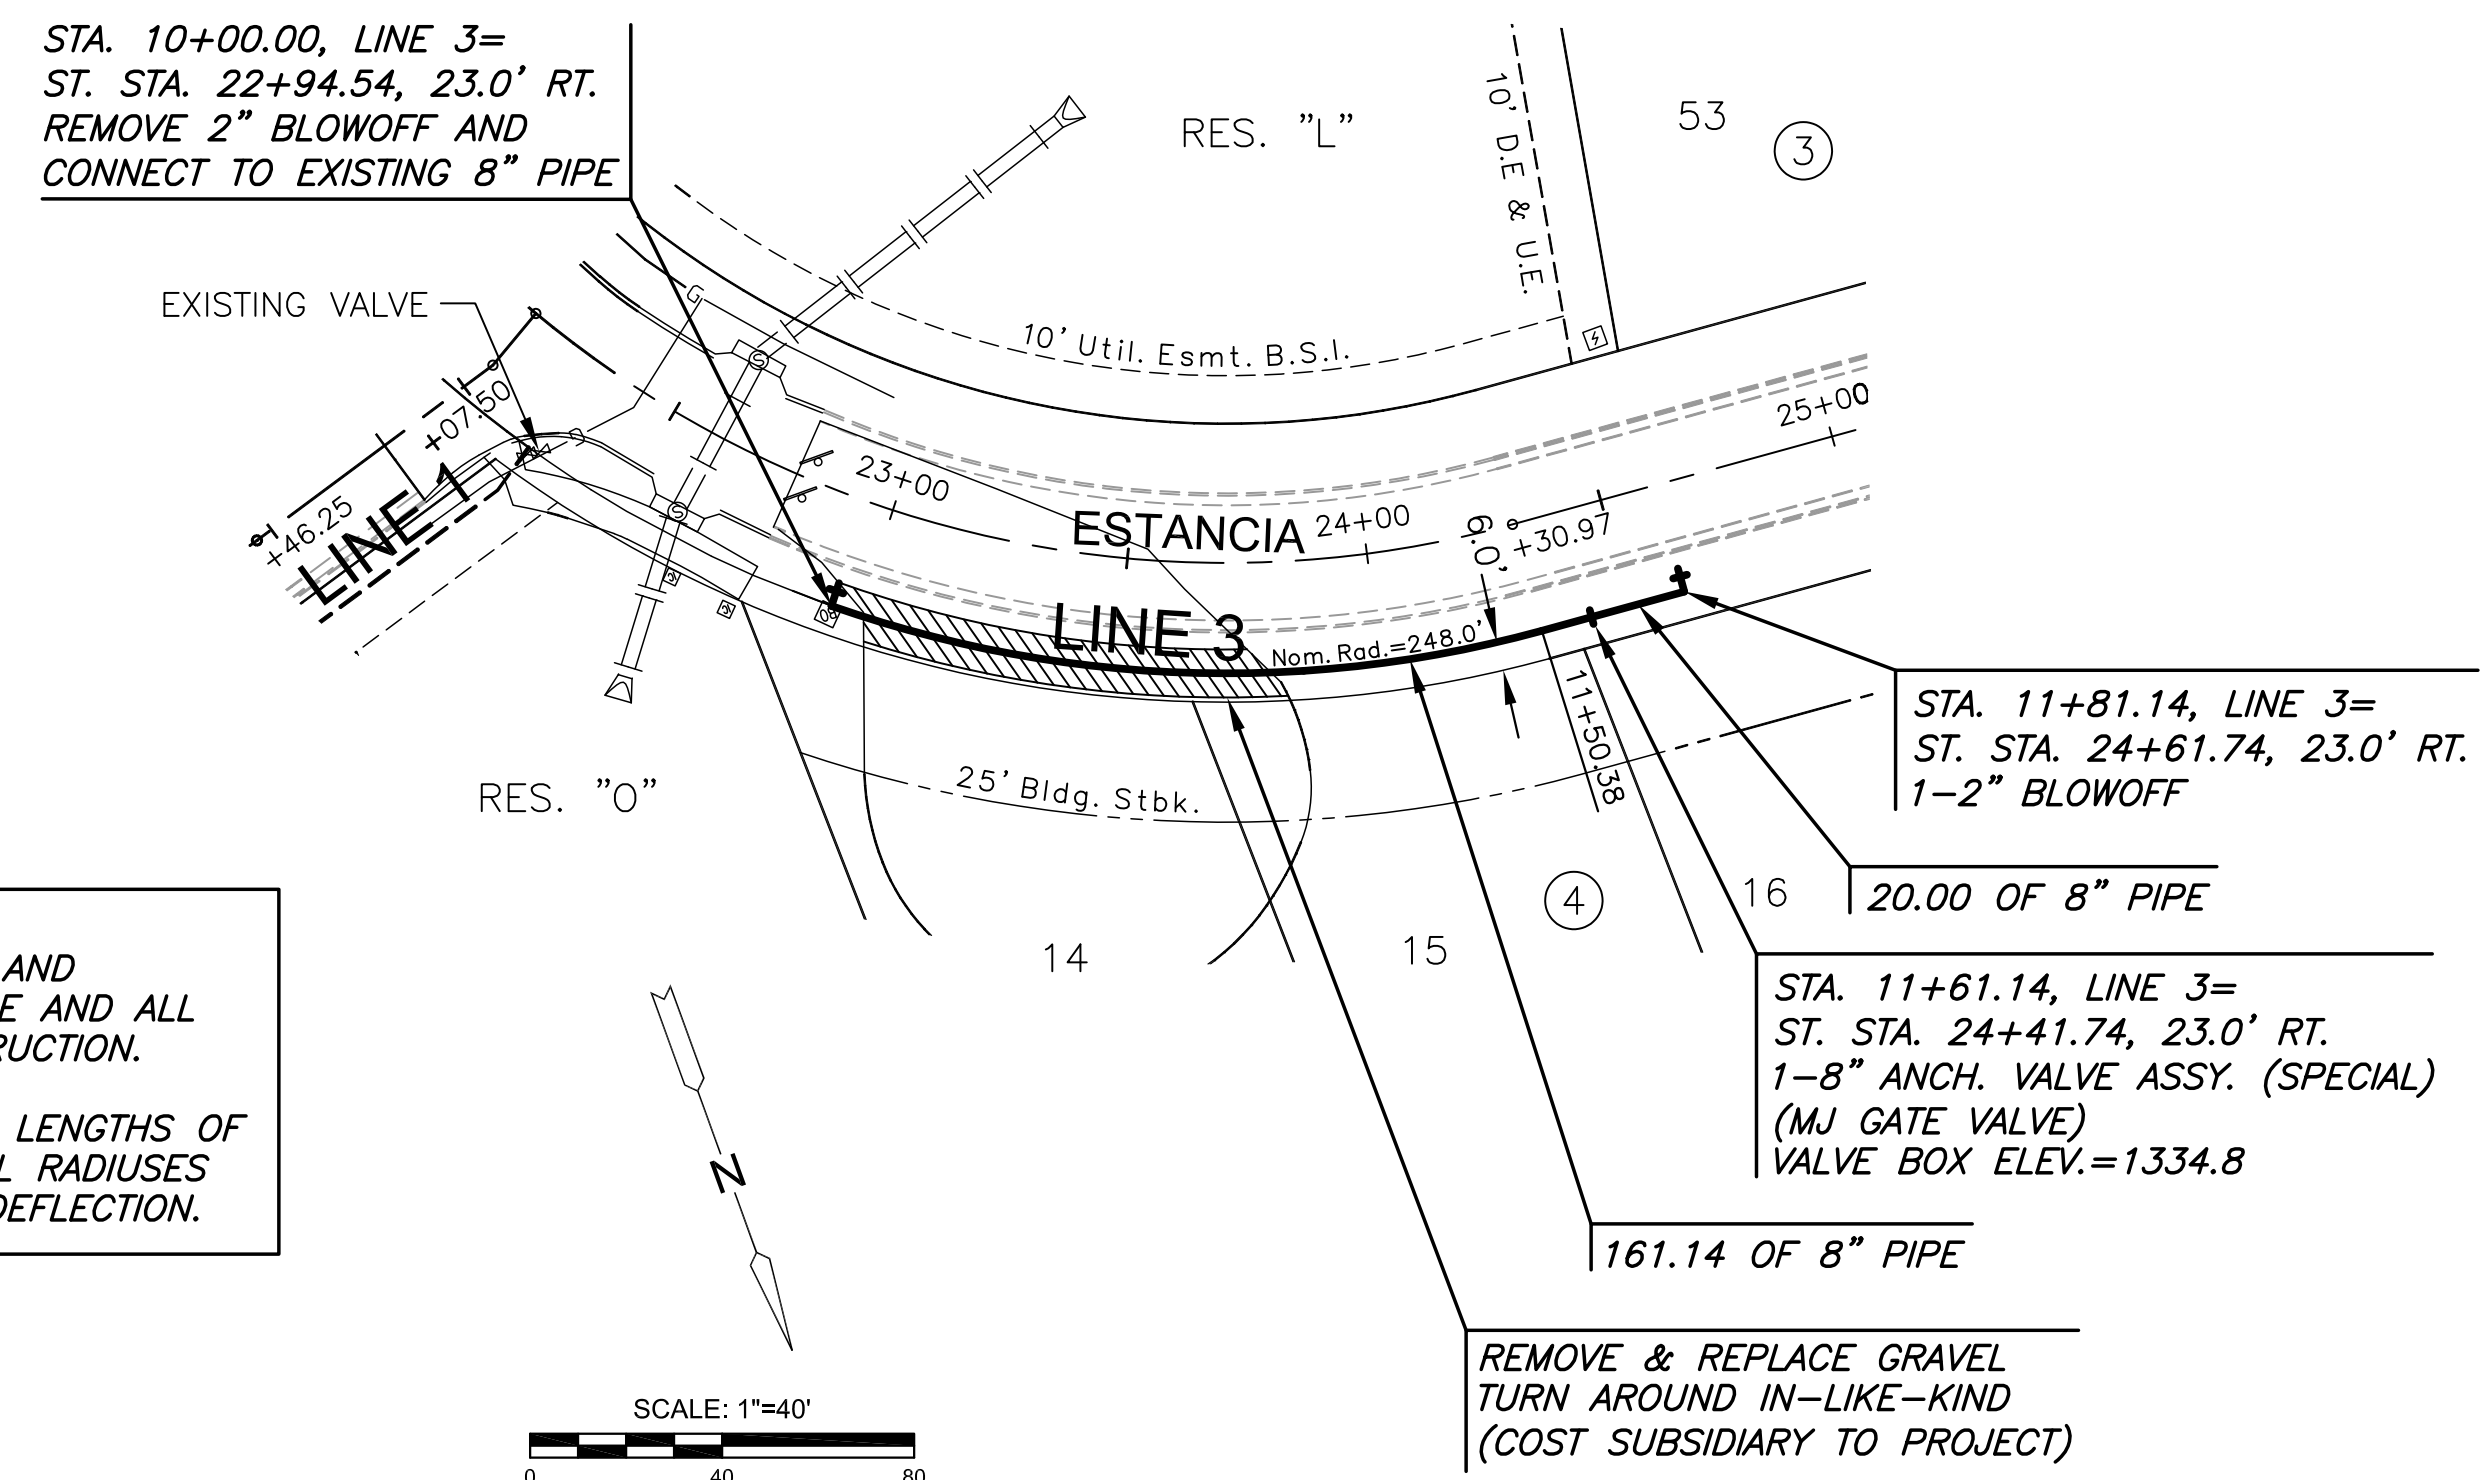 STA. 10+00.00, LINE 3=
ST. STA. 22+94.54, 23.0' RT.
REMOVE 2" BLOWOFF AND
CONNECT TO EXISTING 8" PIPE
EXISTING VALVE
RES. "L"
10' D.E & U.E.
53
3
10' Util. Esmt. B.S.l.
G
S
+07.50
+46.25
LINE 1
S
23+00
ESTANCIA
24+00
25+00
6.0'
+30.97
LINE 3
Nom. Rad.=248.0'
11+50.38
RES. "O"
25' Bldg. Stbk.
14
15
4
16
STA. 11+81.14, LINE 3=
ST. STA. 24+61.74, 23.0' RT.
1-2" BLOWOFF
20.00 OF 8" PIPE
STA. 11+61.14, LINE 3=
ST. STA. 24+41.74, 23.0' RT.
1-8" ANCH. VALVE ASSY. (SPECIAL)
(MJ GATE VALVE)
VALVE BOX ELEV.=1334.8
161.14 OF 8" PIPE
REMOVE & REPLACE GRAVEL
TURN AROUND IN-LIKE-KIND
(COST SUBSIDIARY TO PROJECT)
AND
E AND ALL
RUCTION.
LENGTHS OF
L RADIUSES
DEFLECTION.
N
SCALE: 1"=40'
0 40 80